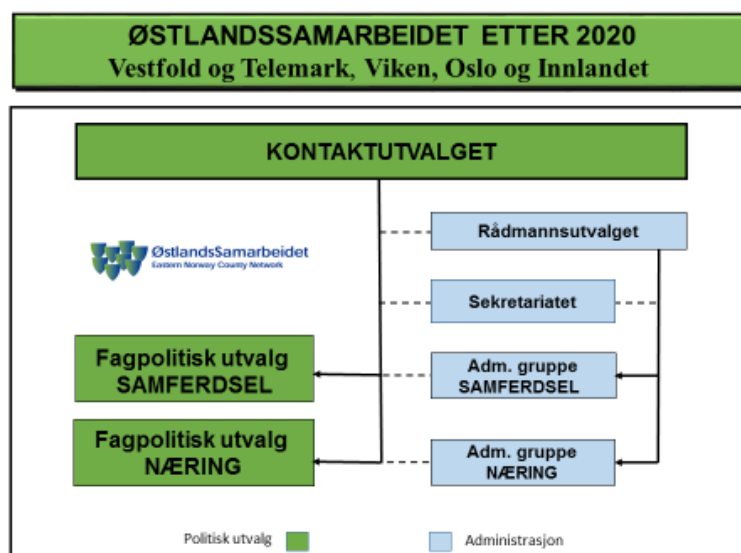 ØSTLANDSSAMARBEIDET ETTER 2020
Vestfold og Telemark, Viken, Oslo og Innlandet
KONTAKTUTVALGET
Rådmannsutvalget
ØstlandsSamarbeidet
Eastern Norway County Network
Sekretariatet
Fagpolitisk utvalg
SAMFERDSEL
Adm. gruppe
SAMFERDSEL
Fagpolitisk utvalg
NÆRING
Adm. gruppe
NÆRING
Politisk utvalg
Administrasjon